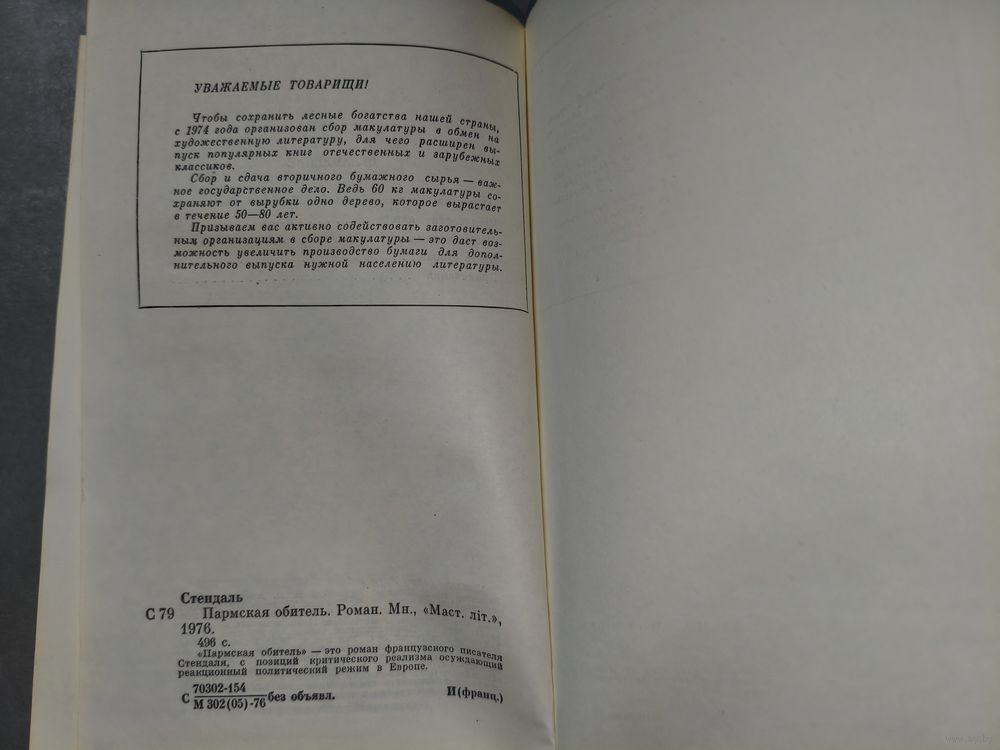 УВАЖАЕМЫЕ ТОВАРИЩИ!
Чтобы сохранить лесные богатства нашей страны,
с 1974 года организован сбор макулатуры в обмен на
художественную литературу, для чего расширен вы-
пуск популярных книг отечественных и зарубежных
классиков.
Сбор и сдача вторичного бумажного сырья — важ-
ное государственное дело. Ведь 60 кг макулатуры со-
храняют от вырубки одно дерево, которое вырастает
в течение 50—80 лет.
Призываем вас активно содействовать заготовитель-
ным организациям в сборе макулатуры — это даст воз-
можность увеличить производство бумаги для допол-
нительного выпуска нужной населению литературы.
Стендаль
С 79 Пармская обитель. Роман. Мн., «Маст. літ.»,
1976.
496 с.
«Пармская обитель» — это роман французского писателя
Стендаля, с позиций критического реализма осуждающий
реакционный политический режим в Европе.
С 70302-154
М 302(05)-76 без объявл. И(франц.)